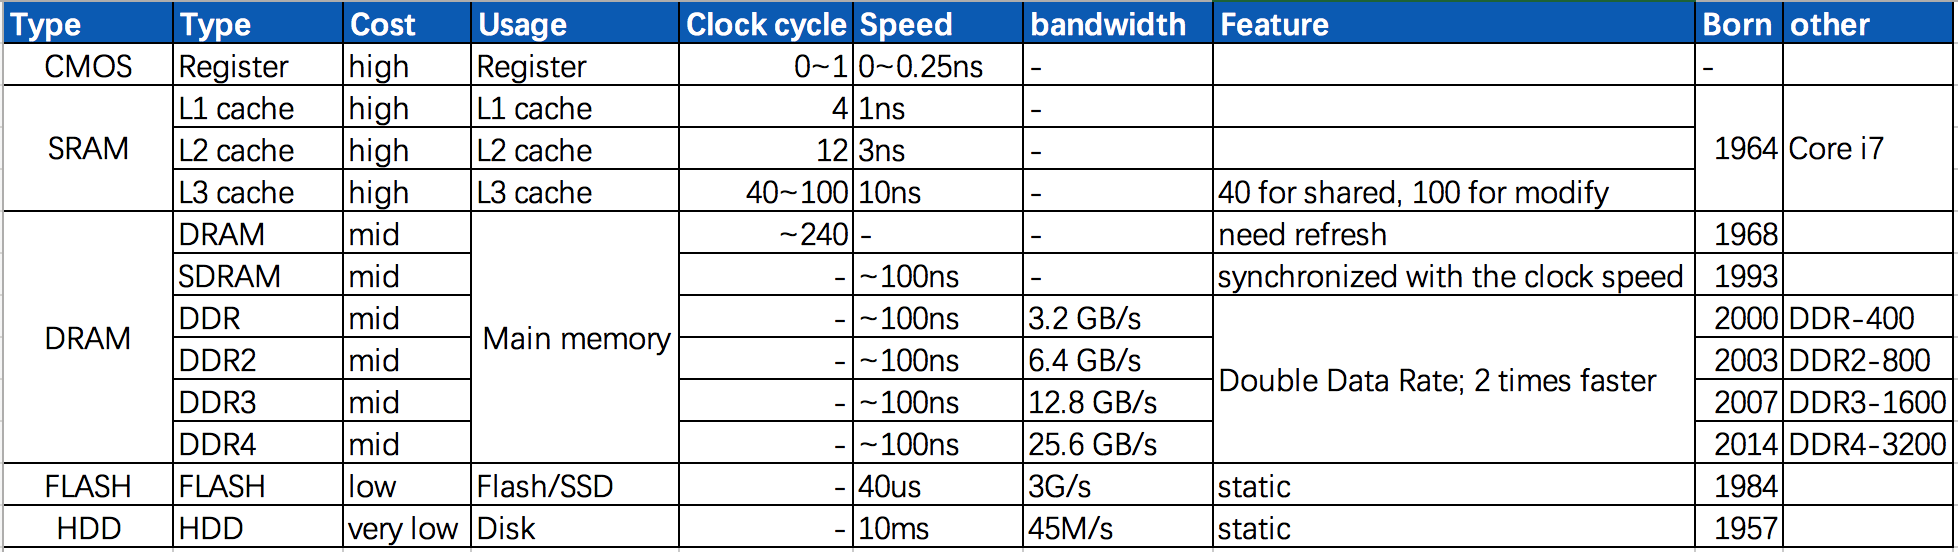 Type Type Cost Usage Clock cycle Speed bandwidth Feature Born other
CMOS Register high Register 0~1 0~0.25ns - -
L1 cache high L1 cache 4 1ns -
SRAM L2 cache high L2 cache 12 3ns - 1964 Core i7
L3 cache high L3 cache 40~100 10ns - 40 for shared, 100 for modify
DRAM mid ~240 - - need refresh 1968
SDRAM mid - ~100ns - synchronized with the clock speed 1993
DDR mid - ~100ns 3.2 GB/s 2000 DDR-400
DRAM Main memory
DDR2 mid - ~100ns 6.4 GB/s 2003 DDR2-800
Double Data Rate; 2 times faster
DDR3 mid - ~100ns 12.8 GB/s 2007 DDR3-1600
DDR4 mid - ~100ns 25.6 GB/s 2014 DDR4-3200
FLASH FLASH low Flash/SSD - 40us 3G/s static 1984
HDD HDD very low Disk - 10ms 45M/s static 1957